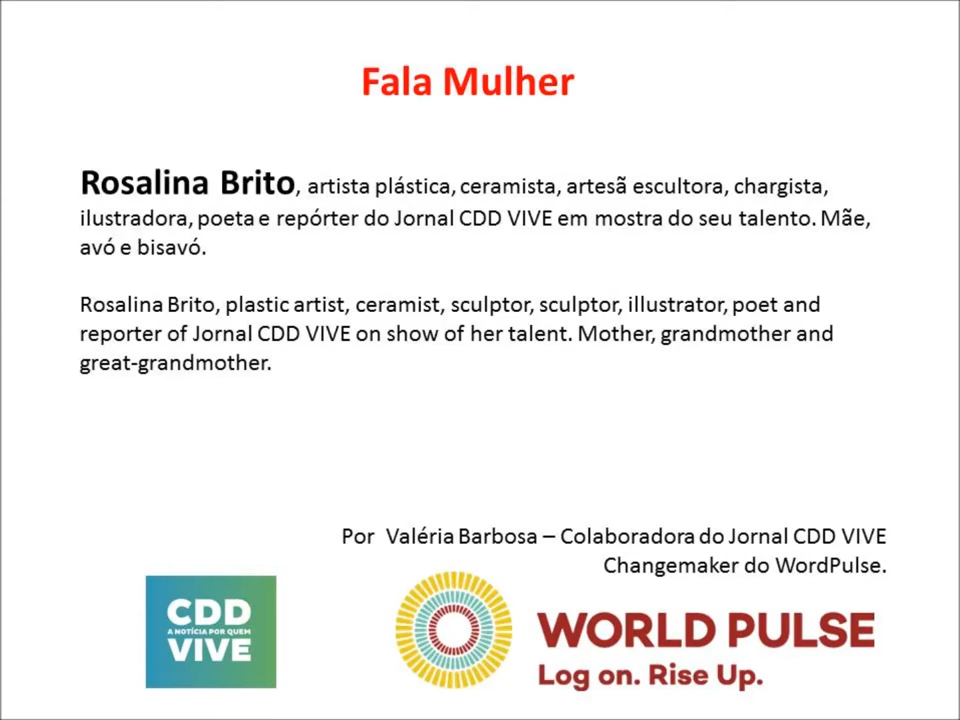 Fala Mulher
Rosalina Brito, artista plástica, ceramista, artesã escultora, chargista,
ilustradora, poeta e repórter do Jornal CDD VIVE em mostra do seu talento. Mãe,
avó e bisavó.
Rosalina Brito, plastic artist, ceramist, sculptor, sculptor, illustrator, poet and
reporter of Jornal CDD VIVE on show of her talent. Mother, grandmother and
great-grandmother.
Por Valéria Barbosa – Colaboradora do Jornal CDD VIVE
Changemaker do WordPulse.
CDD
A NOTÍCIA POR QUEM
VIVE
WORLD PULSE
Log on. Rise Up.